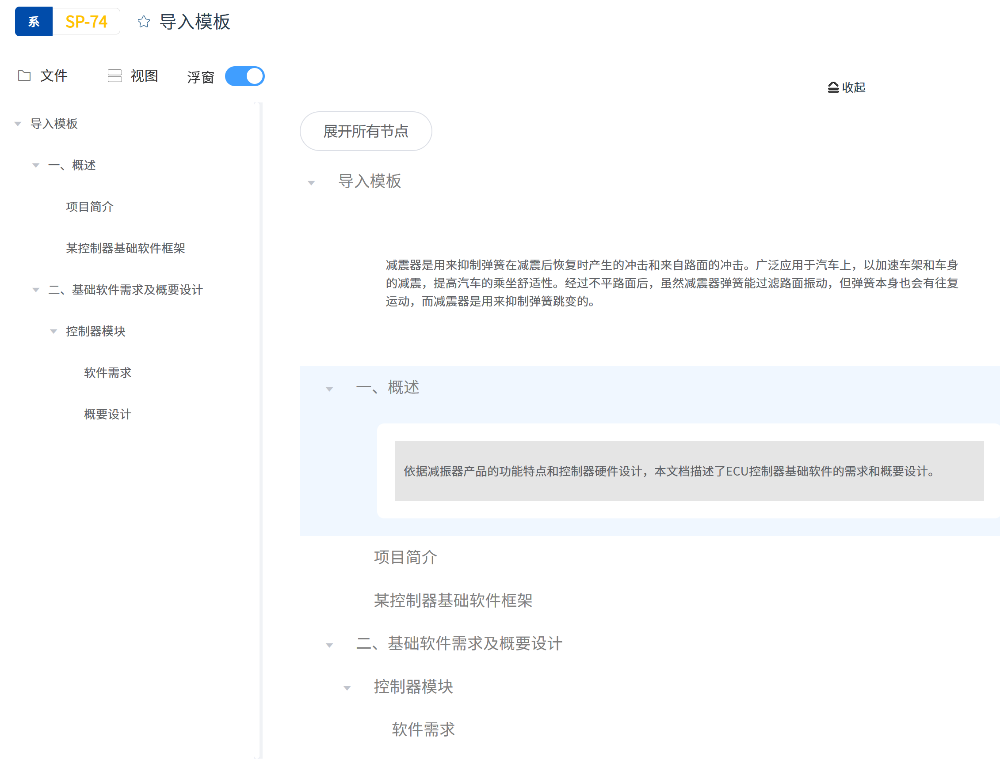 系 SP-74 导入模板
文件 视图 浮窗
收起
导入模板
一、概述
项目简介
某控制器基础软件框架
二、基础软件需求及概要设计
控制器模块
软件需求
概要设计
展开所有节点
导入模板
减震器是用来抑制弹簧在减震后恢复时产生的冲击和来自路面的冲击。广泛应用于汽车上，以加速车架和车身
的减震，提高汽车的乘坐舒适性。经过不平路面后，虽然减震器弹簧能过滤路面振动，但弹簧本身也会有往复
运动，而减震器是用来抑制弹簧跳变的。
一、概述
依据减振器产品的功能特点和控制器硬件设计，本文档描述了ECU控制器基础软件的需求和概要设计。
项目简介
某控制器基础软件框架
二、基础软件需求及概要设计
控制器模块
软件需求